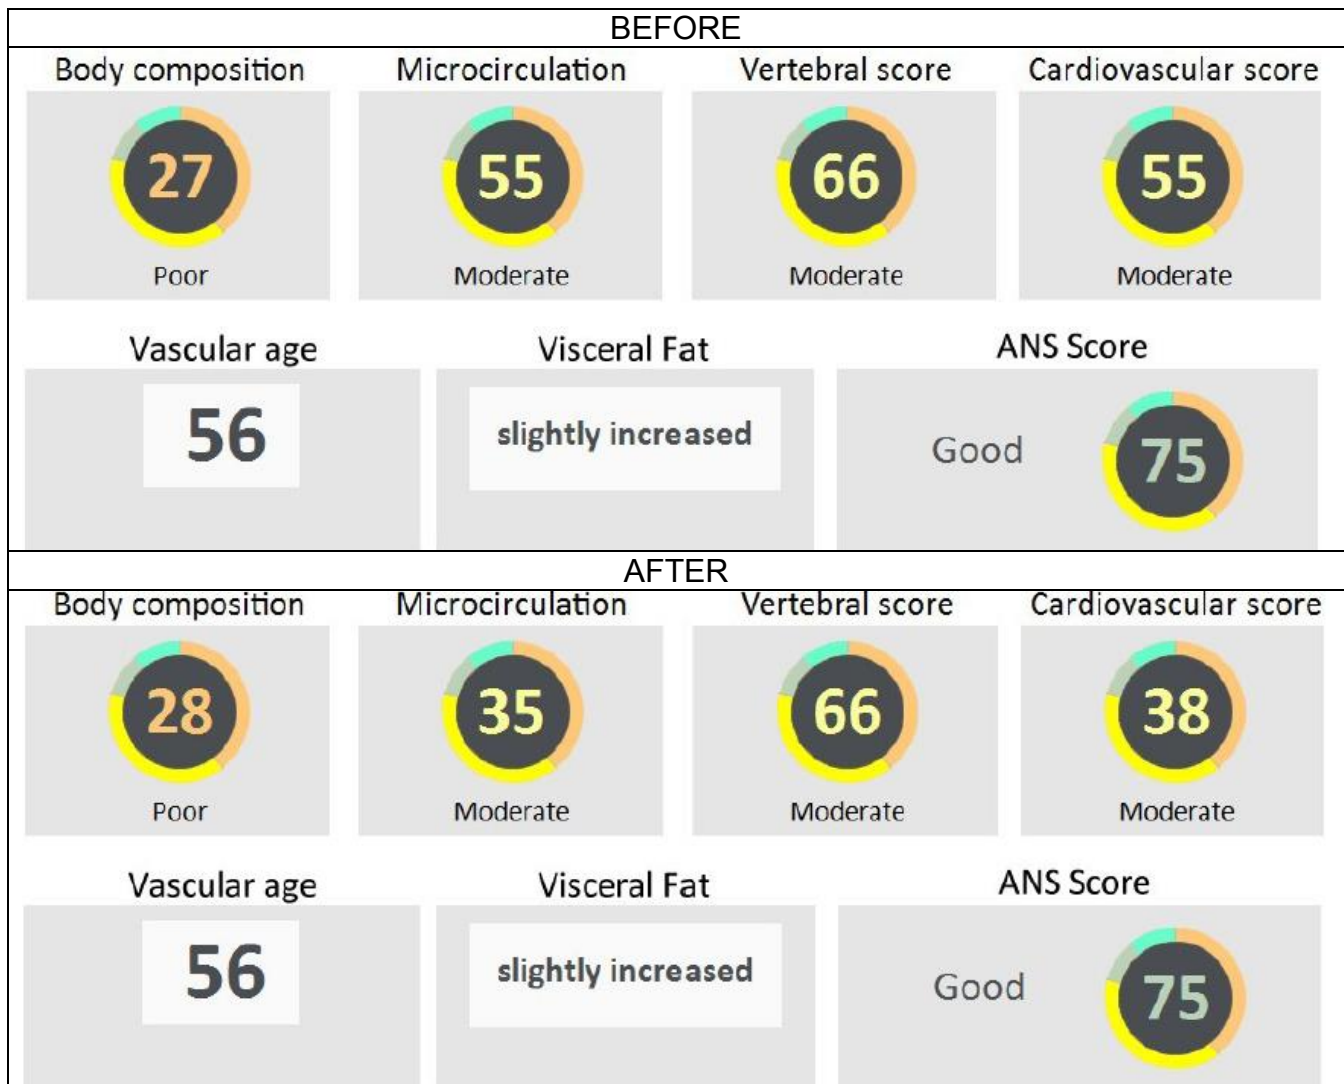 BEFORE
Body composition Microcirculation Vertebral score Cardiovascular score
27 55 66 55
Poor Moderate Moderate Moderate
Vascular age Visceral Fat ANS Score
56 slightly increased Good 75
AFTER
Body composition Microcirculation Vertebral score Cardiovascular score
28 35 66 38
Poor Moderate Moderate Moderate
Vascular age Visceral Fat ANS Score
56 slightly increased Good 75